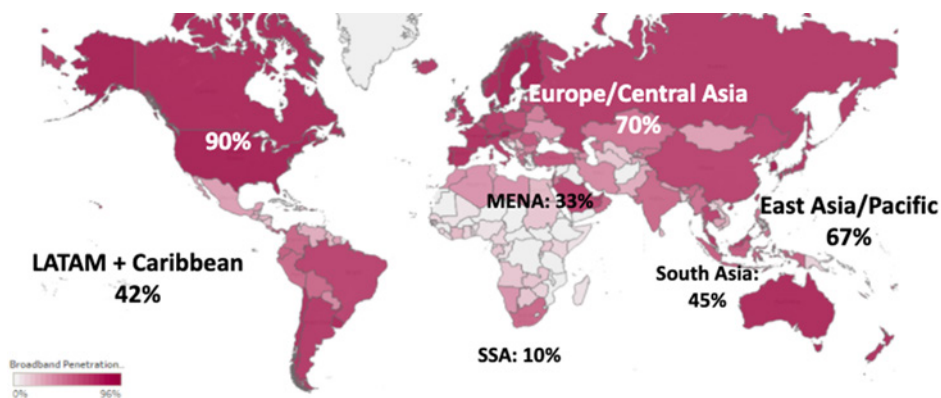 Europe/Central Asia
70%
90%
MENA: 33%
East Asia/Pacific
67%
LATAM + Caribbean
42%
South Asia:
45%
SSA: 10%
Broadband Penetration..
0%
96%